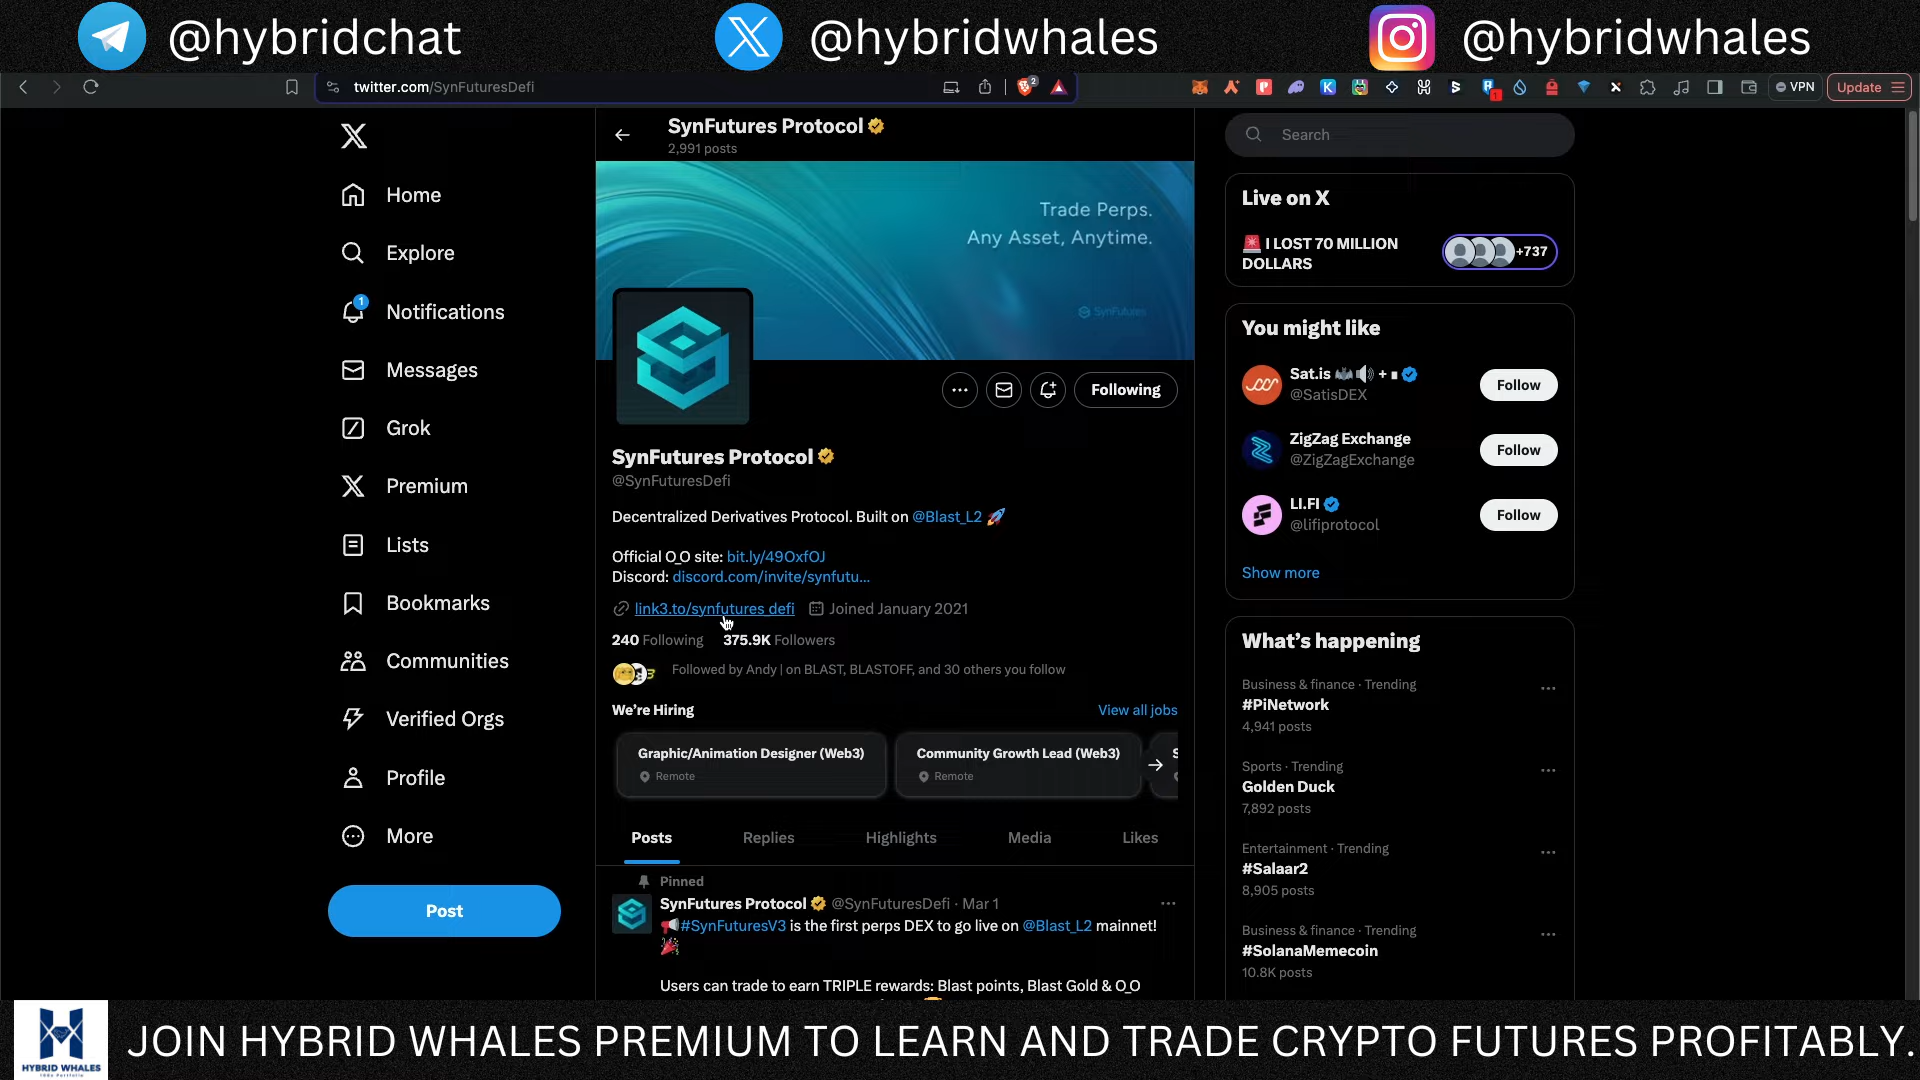 @hybridchat
@hybridwhales
@hybridwhales
twitter.com/SynFuturesDefi
2
1
VPN
Update
Home
Explore
1
Notifications
Messages
Grok
Premium
Lists
Bookmarks
Communities
Verified Orgs
Profile
More
Post
SynFutures Protocol
2,991 posts
Trade Perps.
Any Asset, Anytime.
SynFutures
Following
SynFutures Protocol
@SynFuturesDefi
Decentralized Derivatives Protocol. Built on @Blast_L2 🚀
Official O_O site: bit.ly/49OxfOJ
Discord: discord.com/invite/synfutu...
link3.to/synfutures_defi Joined January 2021
240 Following 375.9K Followers
Followed by Andy | on BLAST, BLASTOFF, and 30 others you follow
We're Hiring View all jobs
Graphic/Animation Designer (Web3)
Remote
Community Growth Lead (Web3)
Remote
Posts Replies Highlights Media Likes
Pinned
SynFutures Protocol @SynFuturesDefi · Mar 1
📢#SynFuturesV3 is the first perps DEX to go live on @Blast_L2 mainnet!
🎉
Users can trade to earn TRIPLE rewards: Blast points, Blast Gold & O_O
Search
Live on X
🚨 I LOST 70 MILLION
DOLLARS
+737
You might like
Sat.is
@SatisDEX
Follow
ZigZag Exchange
@ZigZagExchange
Follow
LI.FI
@lifiprotocol
Follow
Show more
What's happening
Business & finance · Trending
#PiNetwork
4,941 posts
Sports · Trending
Golden Duck
7,892 posts
Entertainment · Trending
#Salaar2
8,905 posts
Business & finance · Trending
#SolanaMemecoin
10.8K posts
HYBRID WHALES
JOIN HYBRID WHALES PREMIUM TO LEARN AND TRADE CRYPTO FUTURES PROFITABLY.